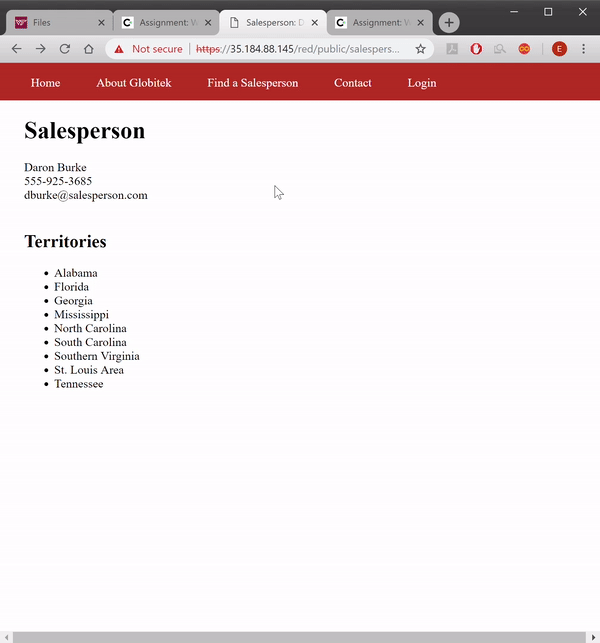 Files
Assignment: W
Salesperson: D
Assignment: W
Not secure
https://35.184.88.145/red/public/salespers...
E
Home
About Globitek
Find a Salesperson
Contact
Login
Salesperson
Daron Burke
555-925-3685
dburke@salesperson.com
Territories
Alabama
Florida
Georgia
Mississippi
North Carolina
South Carolina
Southern Virginia
St. Louis Area
Tennessee